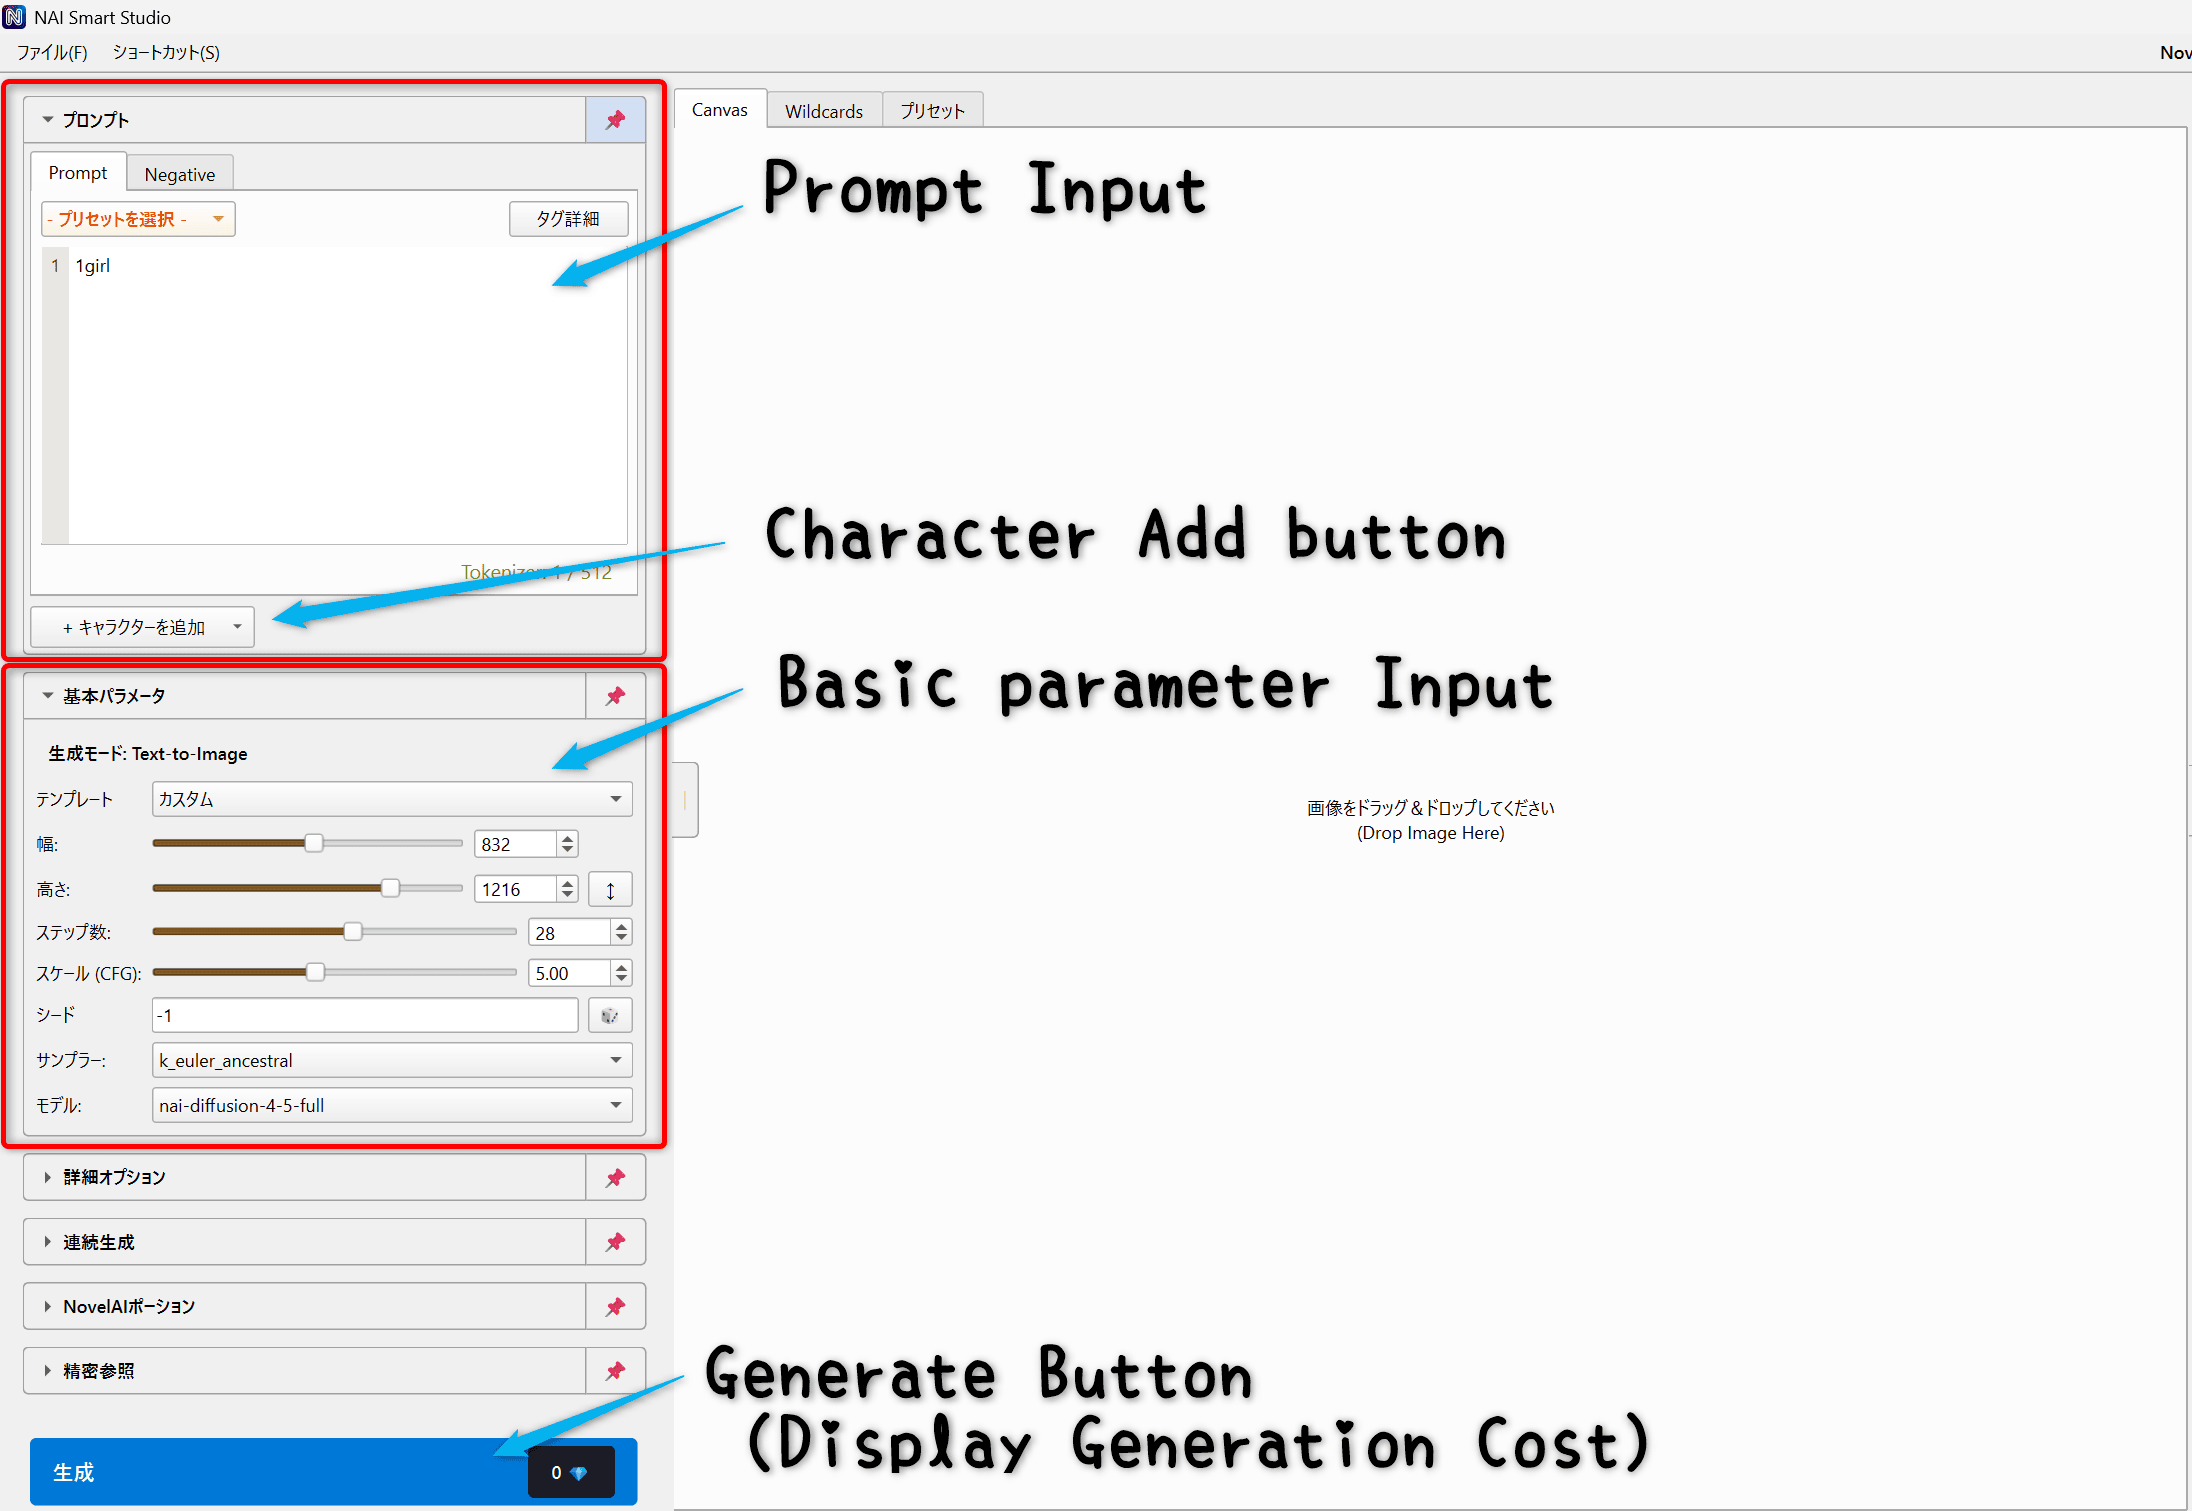 NAI Smart Studio
ファイル(F) ショートカット(S)
Nov
プロンプト
Prompt Negative
- プリセットを選択 -
タグ詳細
1 1girl
Tokenizer: 1 / 512
+ キャラクターを追加
基本パラメータ
生成モード: Text-to-Image
テンプレート カスタム
幅: 832
高さ: 1216 ↕
ステップ数: 28
スケール (CFG): 5.00
シード -1
サンプラー: k_euler_ancestral
モデル: nai-diffusion-4-5-full
詳細オプション
連続生成
NovelAIポーション
精密参照
生成 0
Canvas Wildcards プリセット
Prompt Input
Character Add button
Basic parameter Input
画像をドラッグ＆ドロップしてください
(Drop Image Here)
Generate Button
(Display Generation Cost)